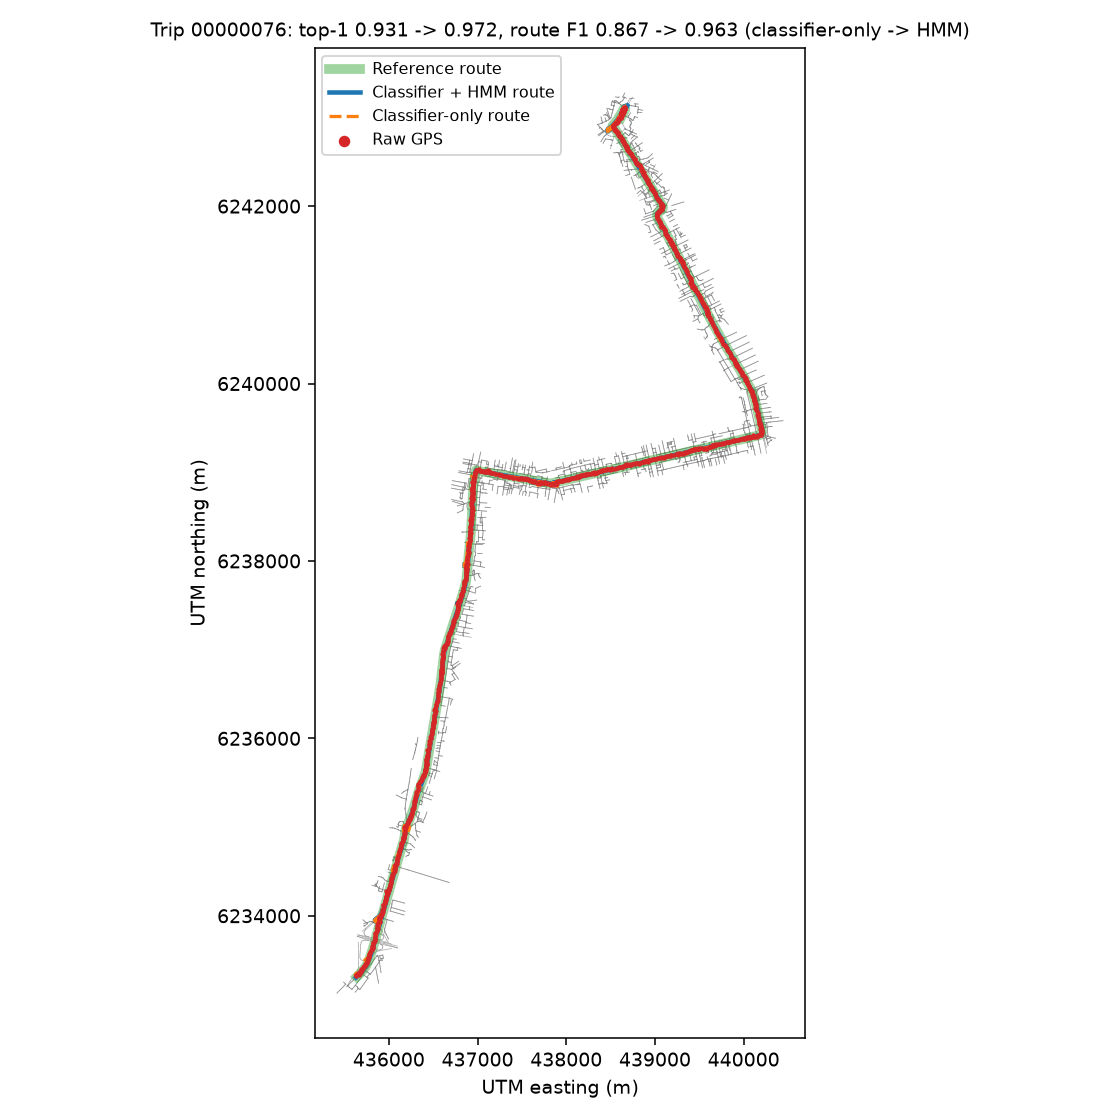 Trip 00000076: top-1 0.931 -> 0.972, route F1 0.867 -> 0.963 (classifier-only -> HMM)
Reference route
Classifier + HMM route
Classifier-only route
Raw GPS
6242000
6240000
6238000
6236000
6234000
UTM northing (m)
436000 437000 438000 439000 440000
UTM easting (m)